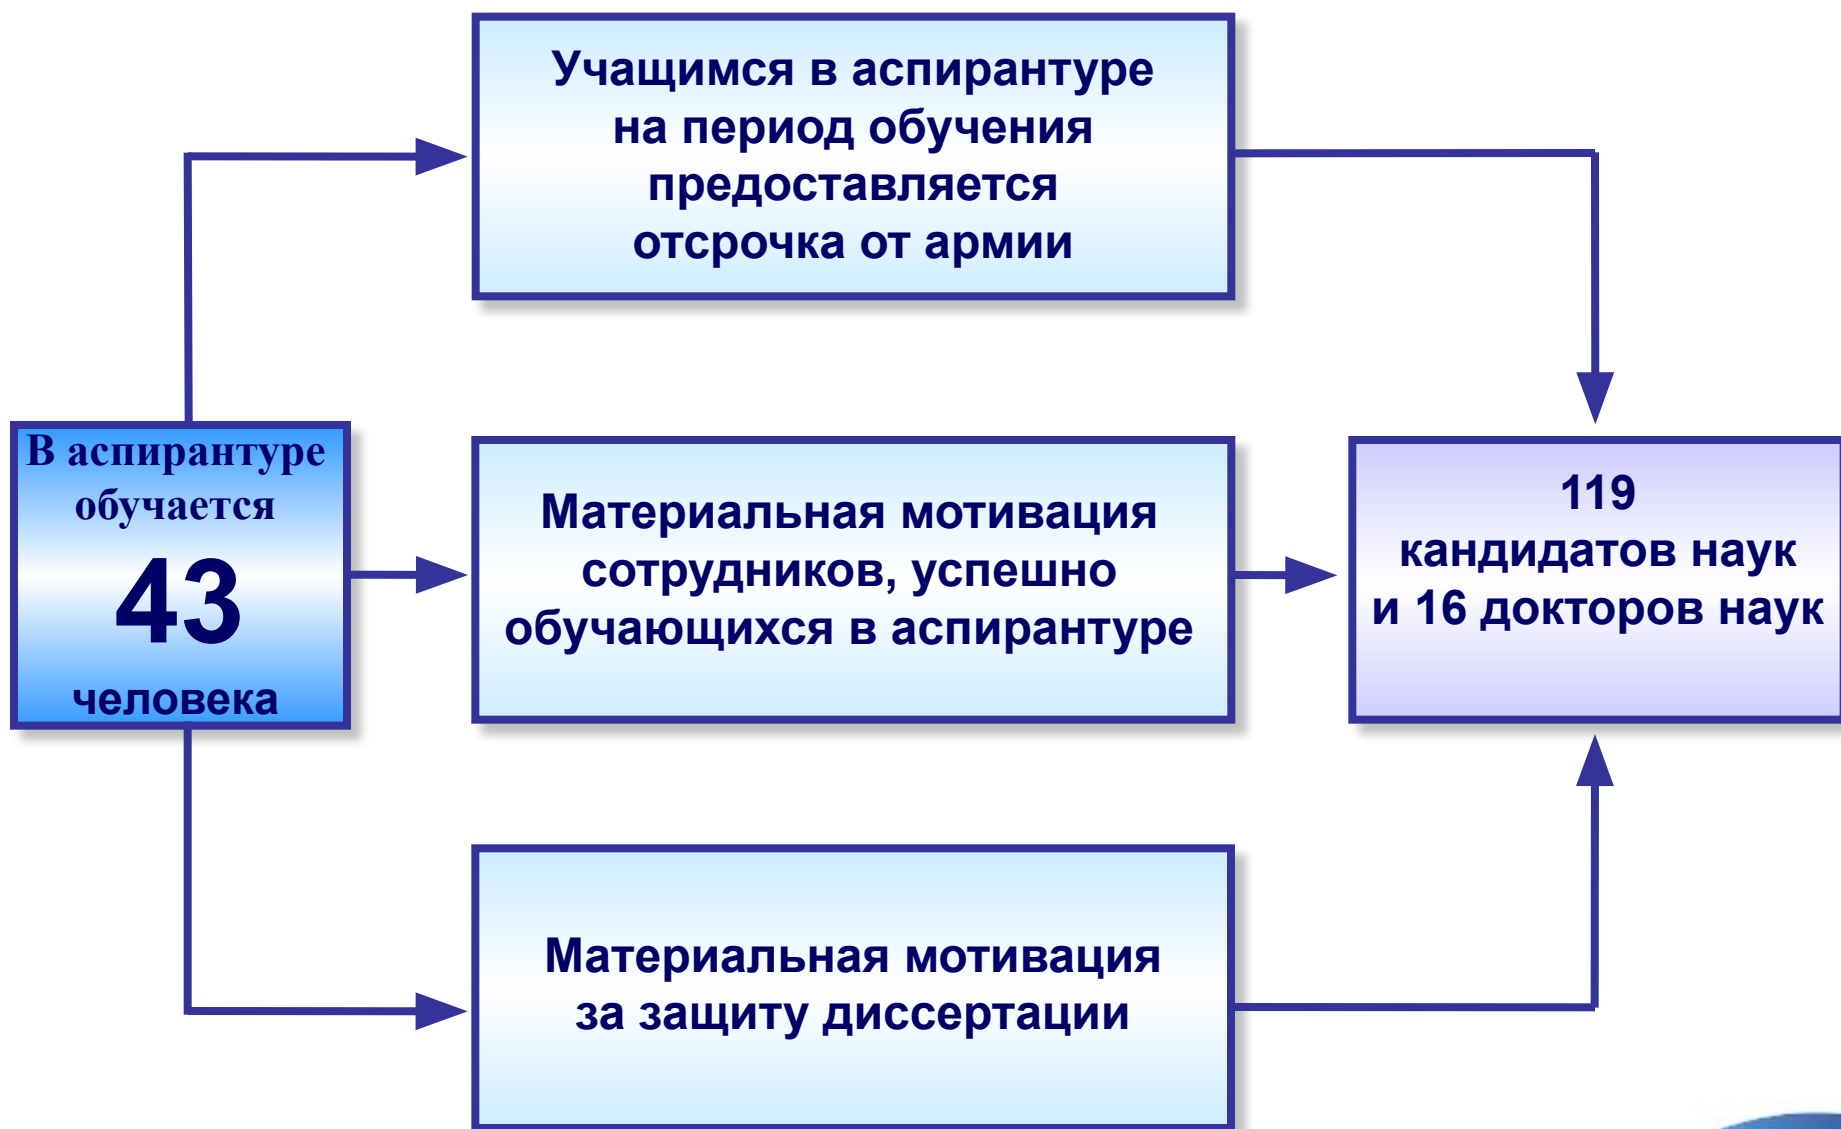 Учащимся в аспирантуре
на период обучения
предоставляется
отсрочка от армии
В аспирантуре
обучается
43
человека
Материальная мотивация
сотрудников, успешно
обучающихся в аспирантуре
119
кандидатов наук
и 16 докторов наук
Материальная мотивация
за защиту диссертации